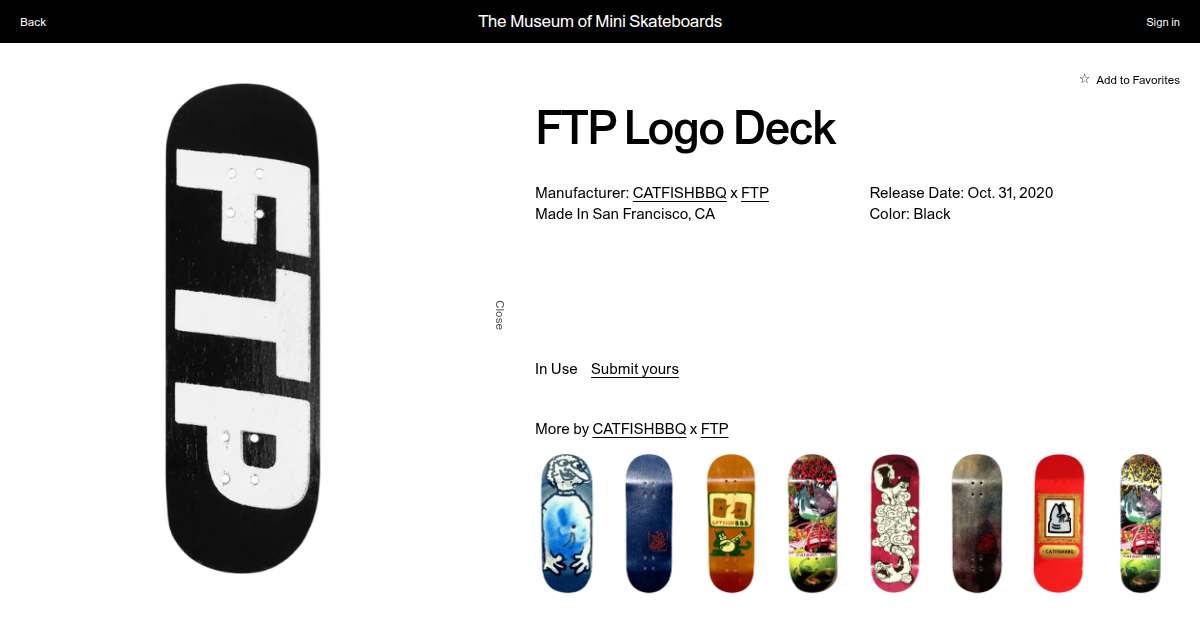 Back
The Museum of Mini Skateboards
Sign in
☆ Add to Favorites
FTP
FTP Logo Deck
Manufacturer: CATFISHBBQ x FTP
Made In San Francisco, CA
Release Date: Oct. 31, 2020
Color: Black
Close
In Use Submit yours
More by CATFISHBBQ x FTP
CATFISHBBQ